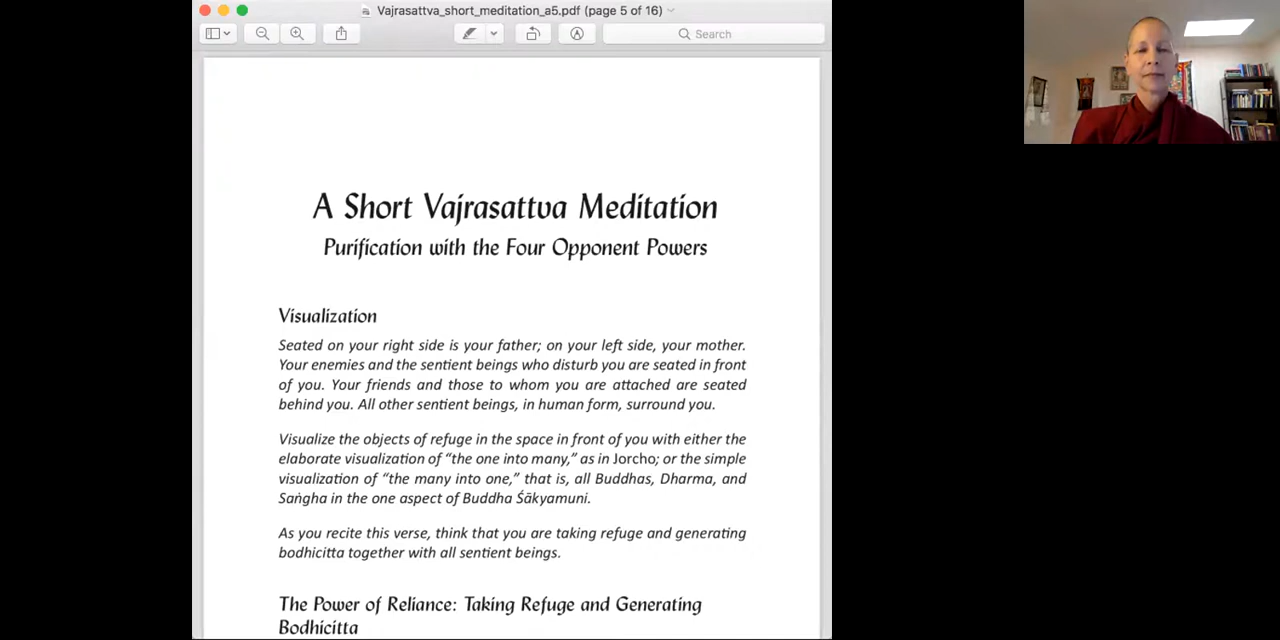 Vajrasattva_short_meditation_a5.pdf (page 5 of 16)
Search
A Short Vajrasattva Meditation
Purification with the Four Opponent Powers
Visualization
Seated on your right side is your father; on your left side, your mother.
Your enemies and the sentient beings who disturb you are seated in front
of you. Your friends and those to whom you are attached are seated
behind you. All other sentient beings, in human form, surround you.
Visualize the objects of refuge in the space in front of you with either the
elaborate visualization of “the one into many,” as in Jorcho; or the simple
visualization of “the many into one,” that is, all Buddhas, Dharma, and
Saṅgha in the one aspect of Buddha Śākyamuni.
As you recite this verse, think that you are taking refuge and generating
bodhicitta together with all sentient beings.
The Power of Reliance: Taking Refuge and Generating
Bodhicitta